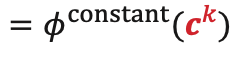 = ϕ^constant(c^k)